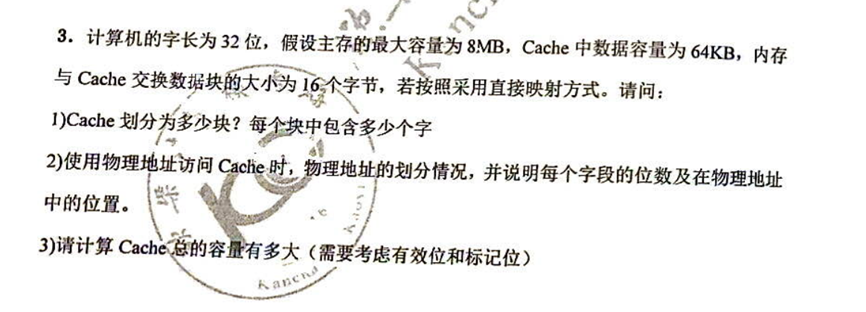 3. 计算机的字长为 32 位，假设主存的最大容量为 8MB，Cache 中数据容量为 64KB，内存
与 Cache 交换数据块的大小为 16 个字节，若按照采用直接映射方式。请问：
1)Cache 划分为多少块？每个块中包含多少个字
2)使用物理地址访问 Cache 时，物理地址的划分情况，并说明每个字段的位数及在物理地址
中的位置。
3)请计算 Cache 总的容量有多大（需要考虑有效位和标记位）